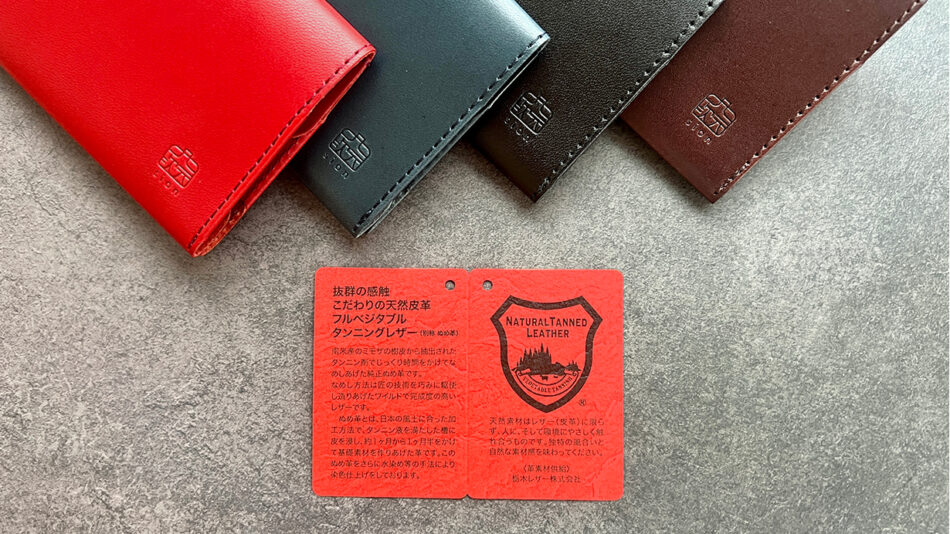 抜群の感触
こだわりの天然皮革
フルベジタブル
タンニングレザー(別称 ぬめ革)
南米産のミモザの樹皮から抽出された
タンニン剤でじっくり時間をかけてな
めしあげた純正ぬめ革です。
なめし方法は匠の技術を巧みに駆使
し造りあげたワイルドで完成度の高い
レザーです。
ぬめ革とは、日本の風土に合った加
工方法で、タンニン液を満たした槽に
皮を浸し、約1ヶ月から1ヶ月半をかけ
て基礎素材を作りあげた革です。この
ぬめ革をさらに水染め等の手法により
染色仕上げをしております。
NATURAL TANNED
LEATHER
VEGETABLE TANNING
®
天然素材はレザー(皮革)に限ら
ず、人に、そして環境にやさしく触
れ合うものです。独特の風合いと
自然な素材感を味わってください。
〈革素材供給〉
栃木レザー株式会社